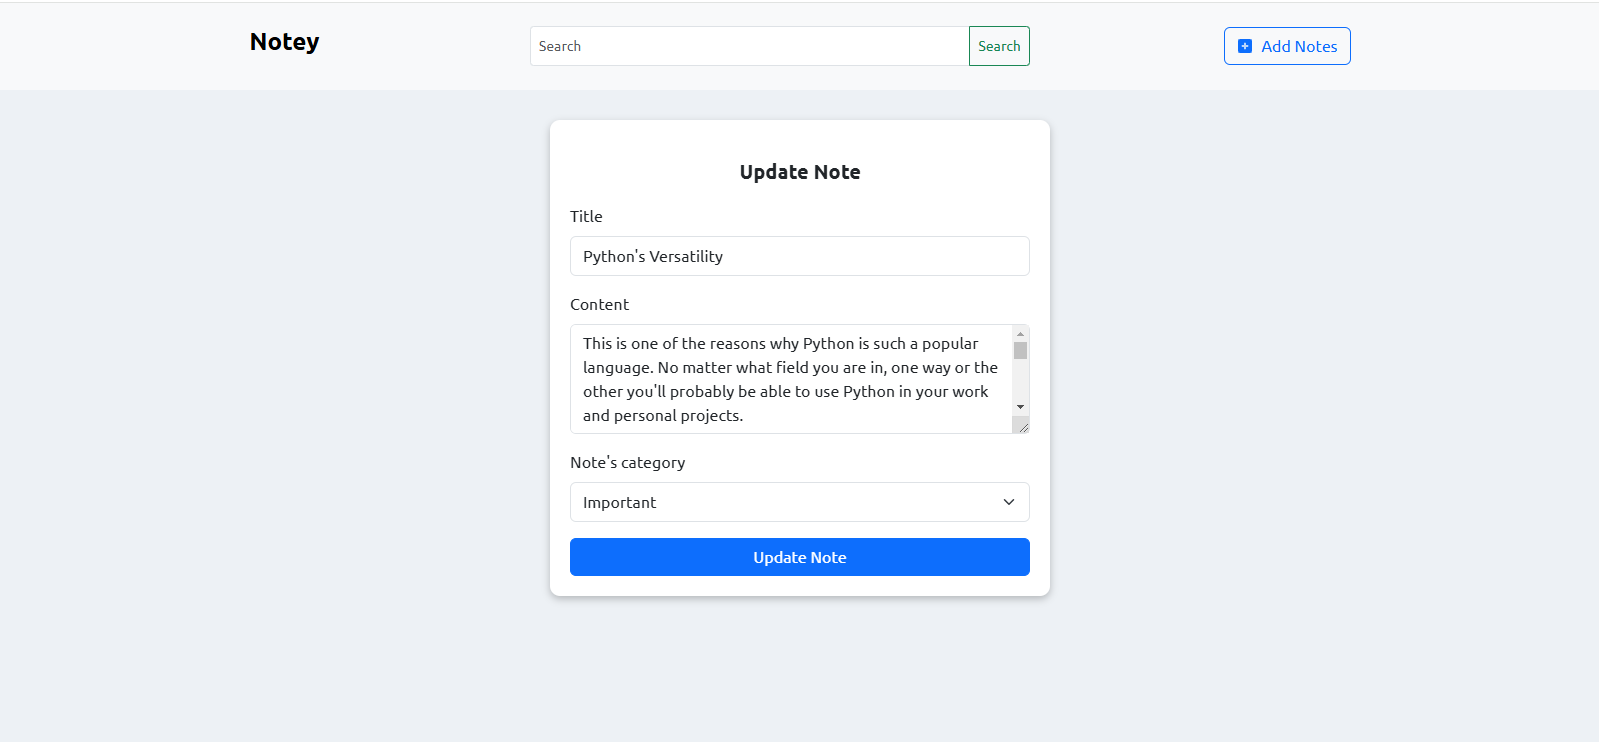 Notey
Search
Search
Add Notes
Update Note
Title
Python's Versatility
Content
This is one of the reasons why Python is such a popular
language. No matter what field you are in, one way or the
other you'll probably be able to use Python in your work
and personal projects.
Note's category
Important
Update Note